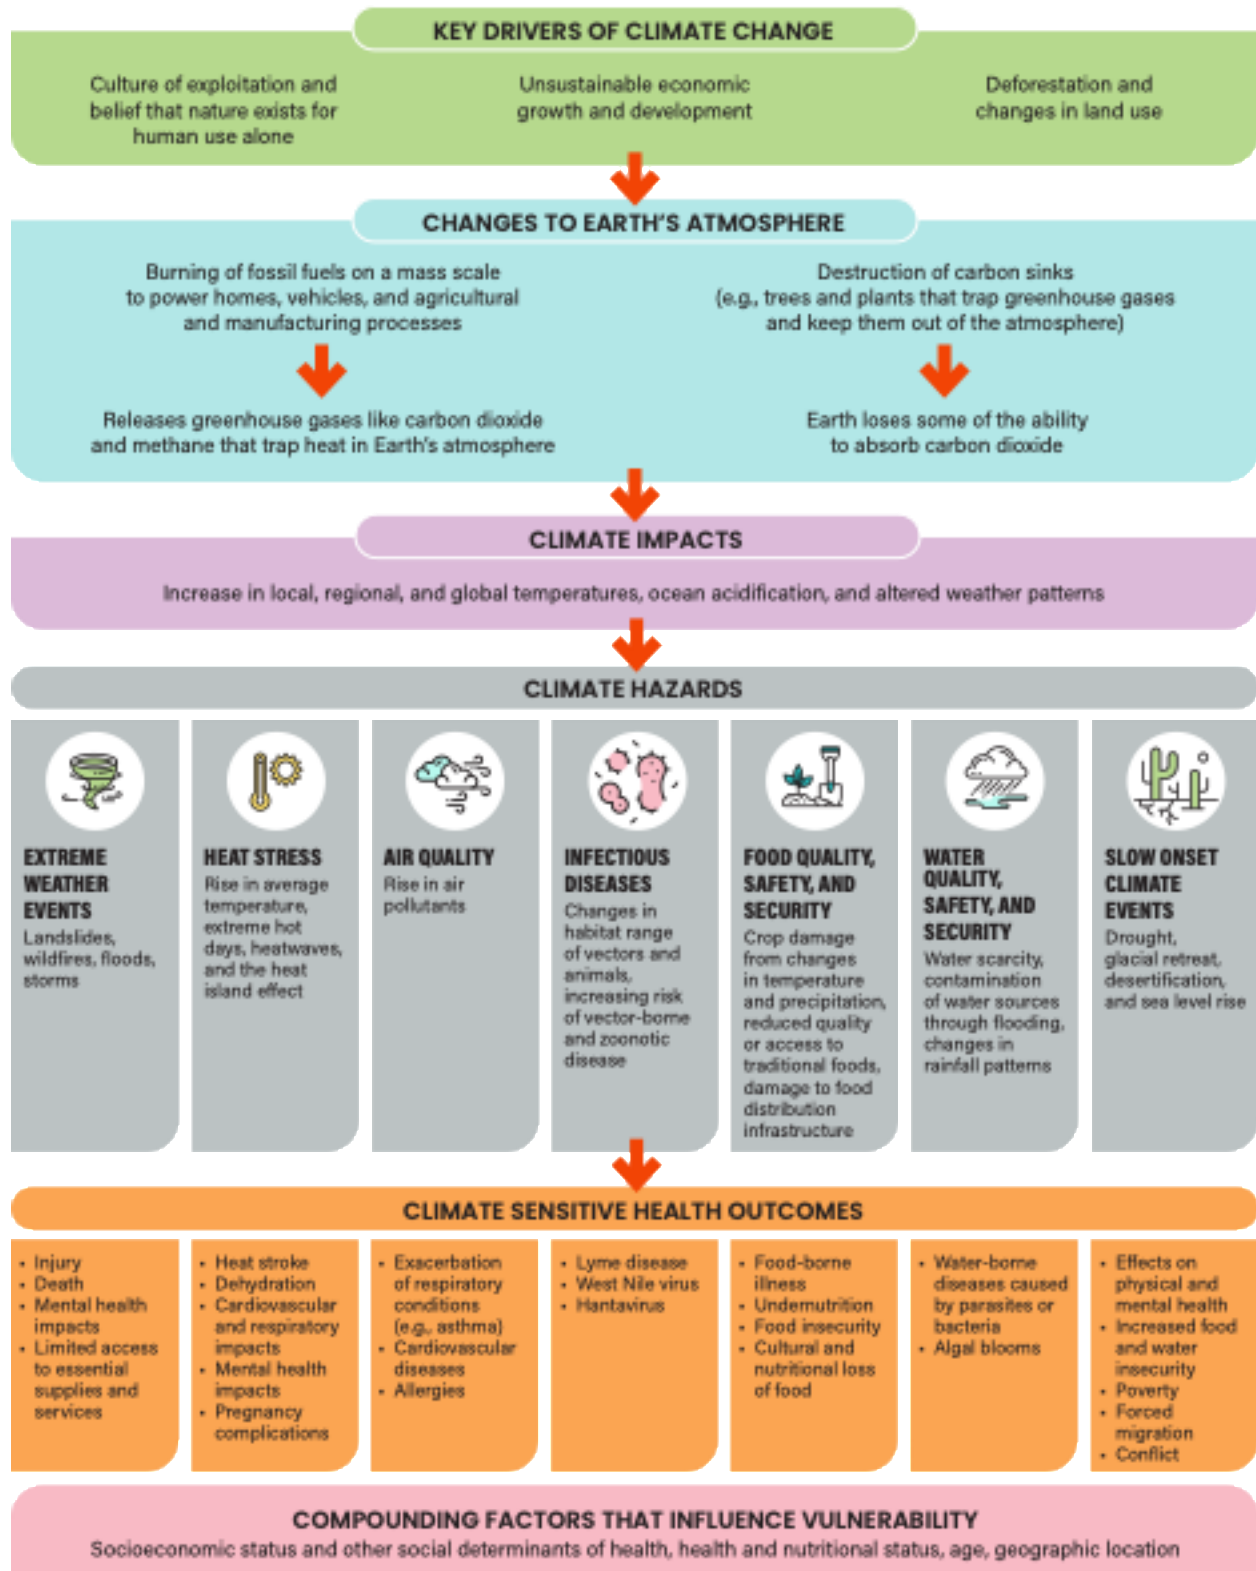 KEY DRIVERS OF CLIMATE CHANGE
Culture of exploitation and
belief that nature exists for
human use alone
Unsustainable economic
growth and development
Deforestation and
changes in land use
CHANGES TO EARTH'S ATMOSPHERE
Burning of fossil fuels on a mass scale
to power homes, vehicles, and agricultural
and manufacturing processes
Releases greenhouse gases like carbon dioxide
and methane that trap heat in Earth's atmosphere
Destruction of carbon sinks
(e.g., trees and plants that trap greenhouse gases
and keep them out of the atmosphere)
Earth loses some of the ability
to absorb carbon dioxide
CLIMATE IMPACTS
Increase in local, regional, and global temperatures, ocean acidification, and altered weather patterns
CLIMATE HAZARDS
EXTREME
WEATHER
EVENTS
Landslides,
wildfires, floods,
storms
HEAT STRESS
Rise in average
temperature,
extreme hot
days, heatwaves,
and the heat
island effect
AIR QUALITY
Rise in air
pollutants
INFECTIOUS
DISEASES
Changes in
habitat range
of vectors and
animals,
increasing risk
of vector-borne
and zoonotic
disease
FOOD QUALITY,
SAFETY, AND
SECURITY
Crop damage
from changes
in temperature
and precipitation,
reduced quality
or access to
traditional foods,
damage to food
distribution
infrastructure
WATER
QUALITY,
SAFETY, AND
SECURITY
Water scarcity,
contamination
of water sources
through flooding,
changes in
rainfall patterns
SLOW ONSET
CLIMATE
EVENTS
Drought,
glacial retreat,
desertification,
and sea level rise
CLIMATE SENSITIVE HEALTH OUTCOMES
• Injury
• Death
• Mental health
impacts
• Limited access
to essential
supplies and
services
• Heat stroke
• Dehydration
• Cardiovascular
and respiratory
impacts
• Mental health
impacts
• Pregnancy
complications
• Exacerbation
of respiratory
conditions
(e.g., asthma)
• Cardiovascular
diseases
• Allergies
• Lyme disease
• West Nile virus
• Hantavirus
• Food-borne
illness
• Undernutrition
• Food insecurity
• Cultural and
nutritional loss
of food
• Water-borne
diseases caused
by parasites or
bacteria
• Algal blooms
• Effects on
physical and
mental health
• Increased food
and water
insecurity
• Poverty
• Forced
migration
• Conflict
COMPOUNDING FACTORS THAT INFLUENCE VULNERABILITY
Socioeconomic status and other social determinants of health, health and nutritional status, age, geographic location